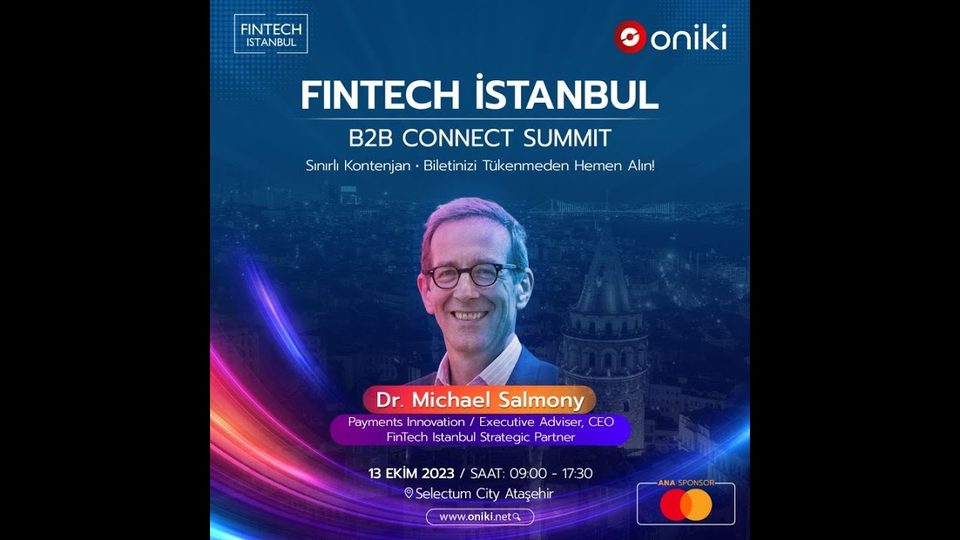 FINTECH
ISTANBUL
oniki
FINTECH İSTANBUL
B2B CONNECT SUMMIT
Sınırlı Kontenjan • Biletinizi Tükenmeden Hemen Alın!
Dr. Michael Salmony
Payments Innovation / Executive Adviser, CEO
FinTech Istanbul Strategic Partner
13 EKİM 2023 / SAAT: 09:00 - 17:30
Selectum City Ataşehir
www.oniki.net
ANA SPONSOR